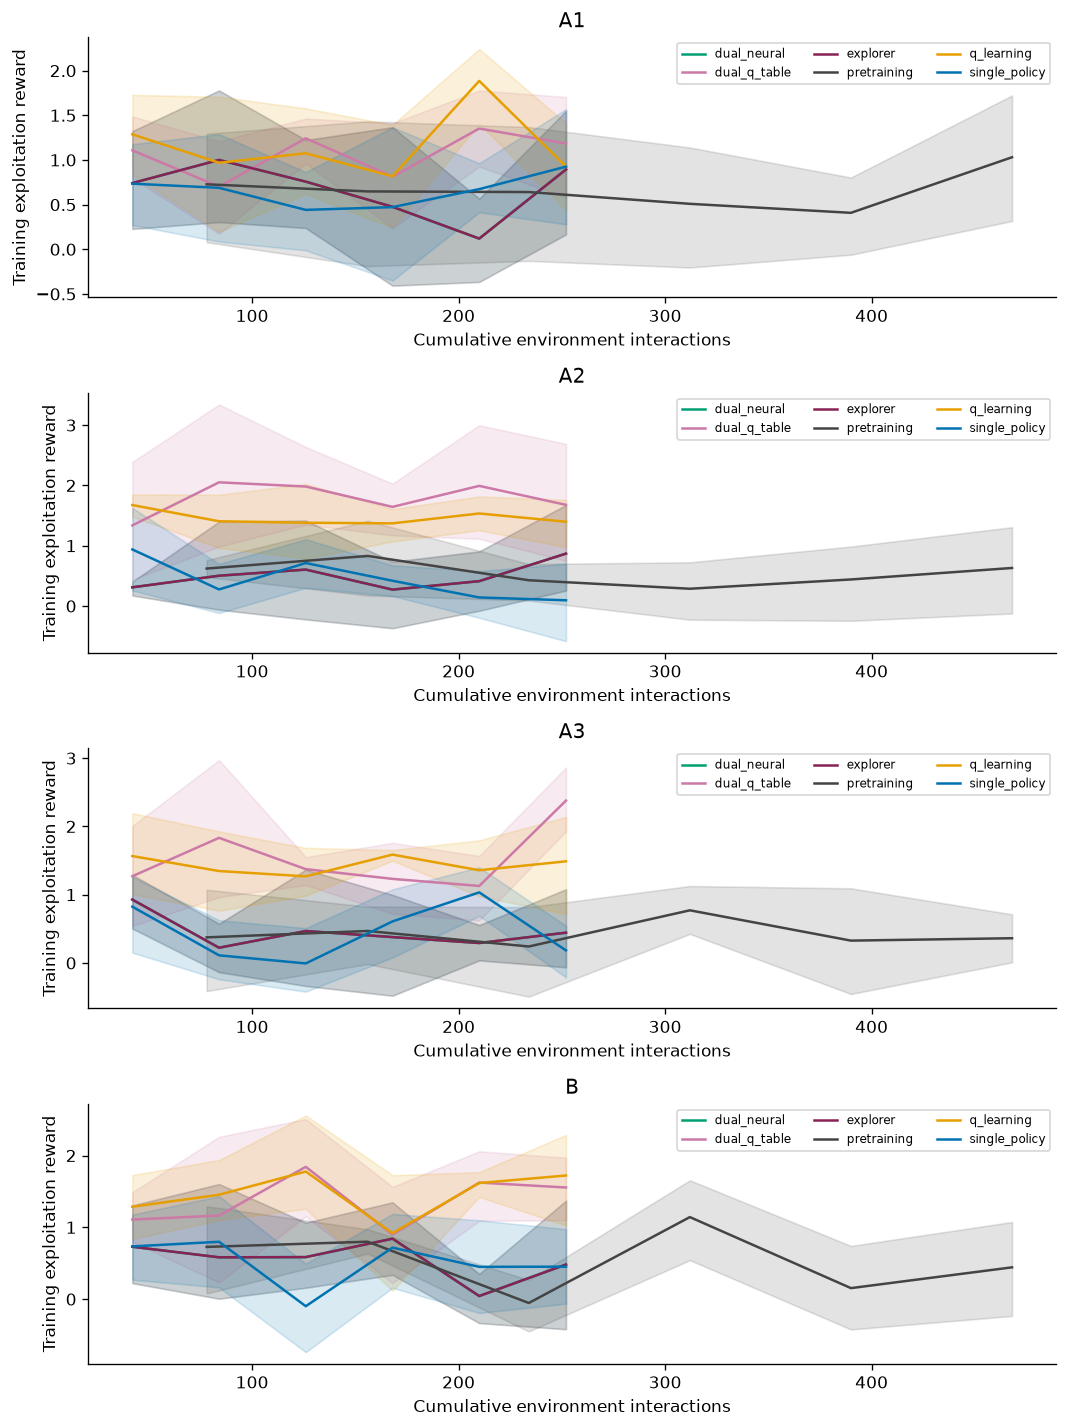 A1
Training exploitation reward
2.0
1.5
1.0
0.5
0.0
−0.5
dual_neural explorer q_learning
dual_q_table pretraining single_policy
100 200 300 400
Cumulative environment interactions
A2
Training exploitation reward
3
2
1
0
dual_neural explorer q_learning
dual_q_table pretraining single_policy
100 200 300 400
Cumulative environment interactions
A3
Training exploitation reward
3
2
1
0
dual_neural explorer q_learning
dual_q_table pretraining single_policy
100 200 300 400
Cumulative environment interactions
B
Training exploitation reward
2
1
0
dual_neural explorer q_learning
dual_q_table pretraining single_policy
100 200 300 400
Cumulative environment interactions